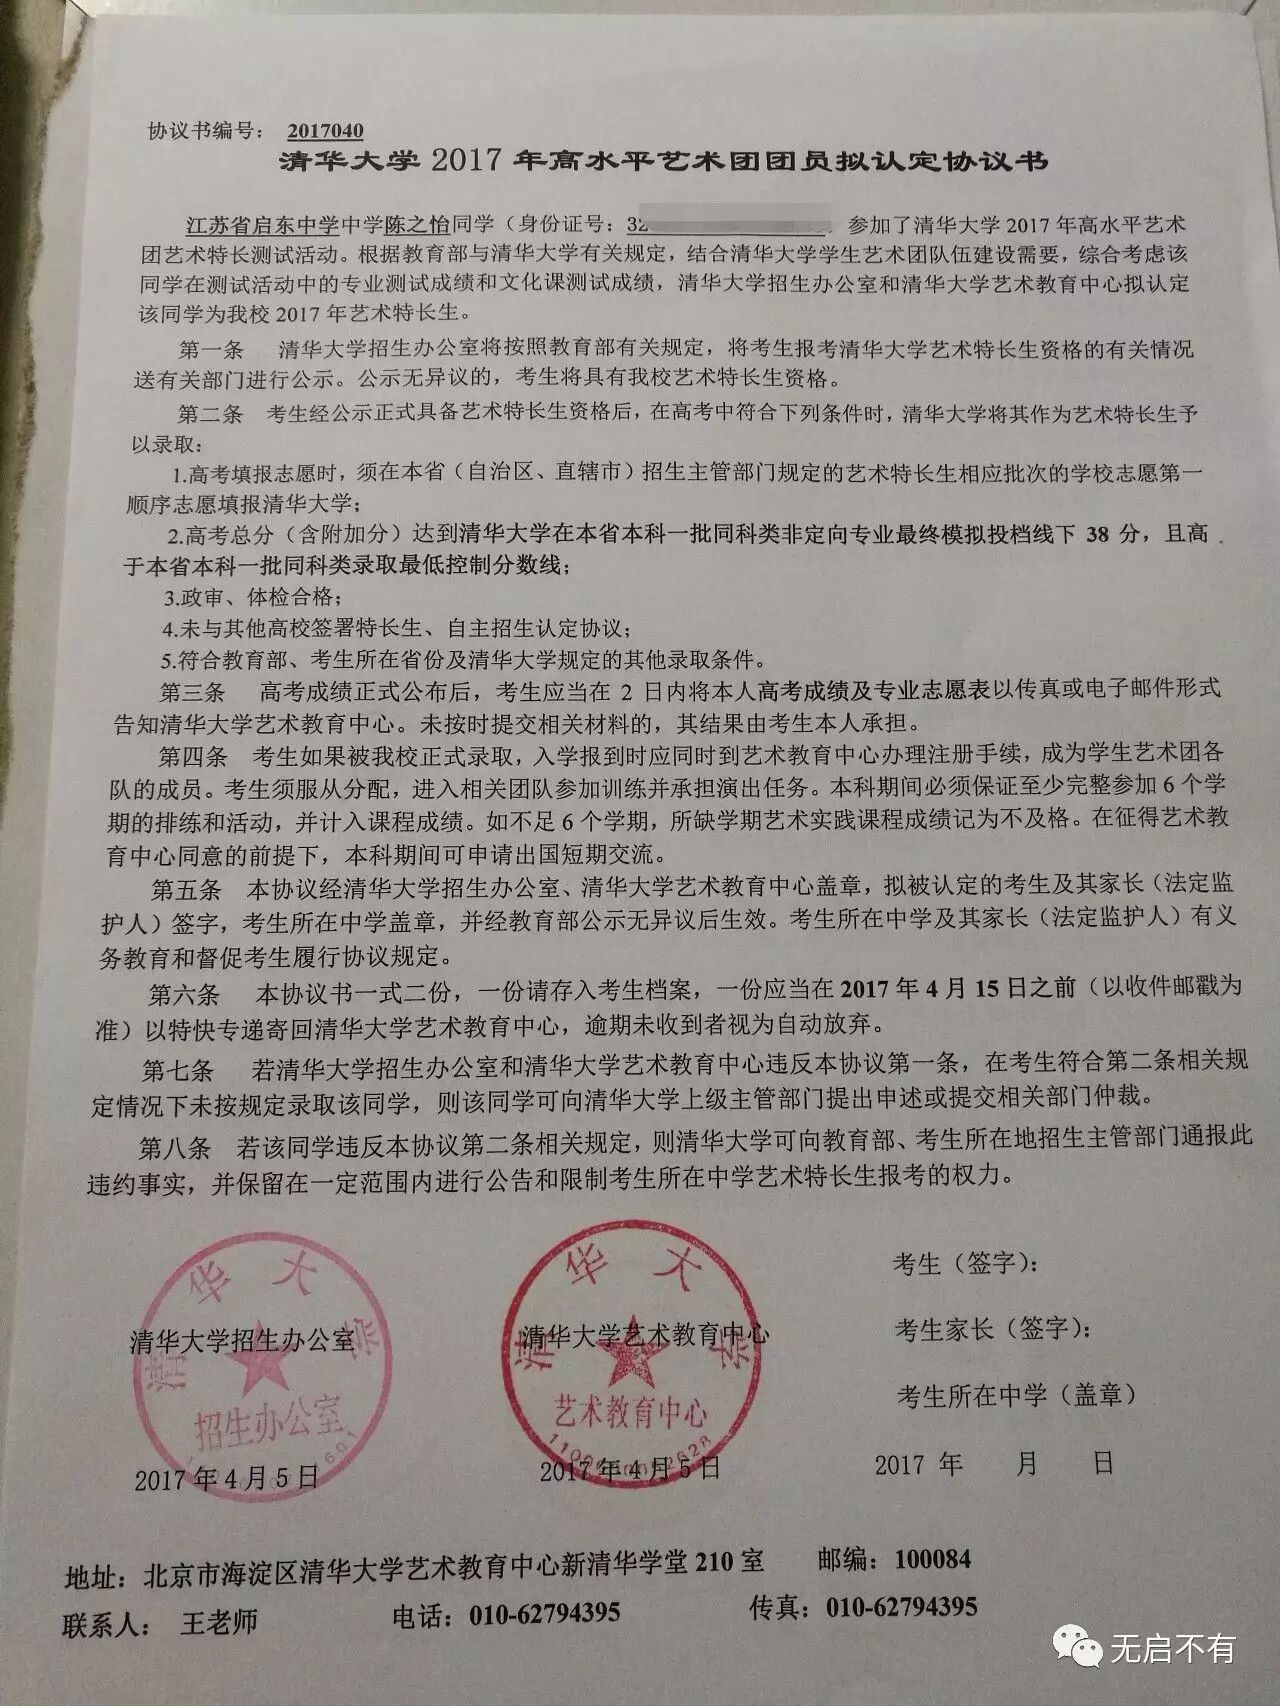 协议书编号： 2017040
清华大学 2017 年高水平艺术团团员拟认定协议书
江苏省启东中学中学陈之怡同学（身份证号：32
参加了清华大学 2017 年高水平艺术
团艺术特长测试活动。根据教育部与清华大学有关规定，结合清华大学学生艺术团队伍建设需要，综合考虑该
同学在测试活动中的专业测试成绩和文化课测试成绩，清华大学招生办公室和清华大学艺术教育中心拟认定
该同学为我校 2017 年艺术特长生。
第一条 清华大学招生办公室将按照教育部有关规定，将考生报考清华大学艺术特长生资格的有关情况
送有关部门进行公示。公示无异议的，考生将具有我校艺术特长生资格。
第二条 考生经公示正式具备艺术特长生资格后，在高考中符合下列条件时，清华大学将其作为艺术特长生予
以录取：
1.高考填报志愿时，须在本省（自治区、直辖市）招生主管部门规定的艺术特长生相应批次的学校志愿第一
顺序志愿填报清华大学；
2.高考总分（含附加分）达到清华大学在本省本科一批同科类非定向专业最终模拟投档线下 38 分，且高
于本省本科一批同科类录取最低控制分数线；
3.政审、体检合格；
4.未与其他高校签署特长生、自主招生认定协议；
5.符合教育部、考生所在省份及清华大学规定的其他录取条件。
第三条 高考成绩正式公布后，考生应当在 2 日内将本人高考成绩及专业志愿表以传真或电子邮件形式
告知清华大学艺术教育中心。未按时提交相关材料的，其结果由考生本人承担。
第四条 考生如果被我校正式录取，入学报到时应同时到艺术教育中心办理注册手续，成为学生艺术团各
队的成员。考生须服从分配，进入相关团队参加训练并承担演出任务。本科期间必须保证至少完整参加 6 个学
期的排练和活动，并计入课程成绩。如不足 6 个学期，所缺学期艺术实践课程成绩记为不及格。在征得艺术教
育中心同意的前提下，本科期间可申请出国短期交流。
第五条 本协议经清华大学招生办公室、清华大学艺术教育中心盖章，拟被认定的考生及其家长（法定监
护人）签字，考生所在中学盖章，并经教育部公示无异议后生效。考生所在中学及其家长（法定监护人）有义
务教育和督促考生履行协议规定。
第六条 本协议书一式二份，一份请存入考生档案，一份应当在 2017 年 4 月 15 日之前（以收件邮戳为
准）以特快专递寄回清华大学艺术教育中心，逾期未收到者视为自动放弃。
第七条 若清华大学招生办公室和清华大学艺术教育中心违反本协议第一条，在考生符合第二条相关规
定情况下未按规定录取该同学，则该同学可向清华大学上级主管部门提出申述或提交相关部门仲裁。
第八条 若该同学违反本协议第二条相关规定，则清华大学可向教育部、考生所在地招生主管部门通报此
违约事实，并保留在一定范围内进行公告和限制考生所在中学艺术特长生报考的权力。
清华大学
清华大学招生办公室
招生办公室
2017 年 4 月 5 日
清华大学
清华大学艺术教育中心
艺术教育中心
2017 年 4 月 5 日
考生（签字）：
考生家长（签字）：
考生所在中学（盖章）
2017 年 月 日
地址：北京市海淀区清华大学艺术教育中心新清华学堂 210 室 邮编：100084
联系人： 王老师 电话：010-62794395 传真：010-62794395
无启不有